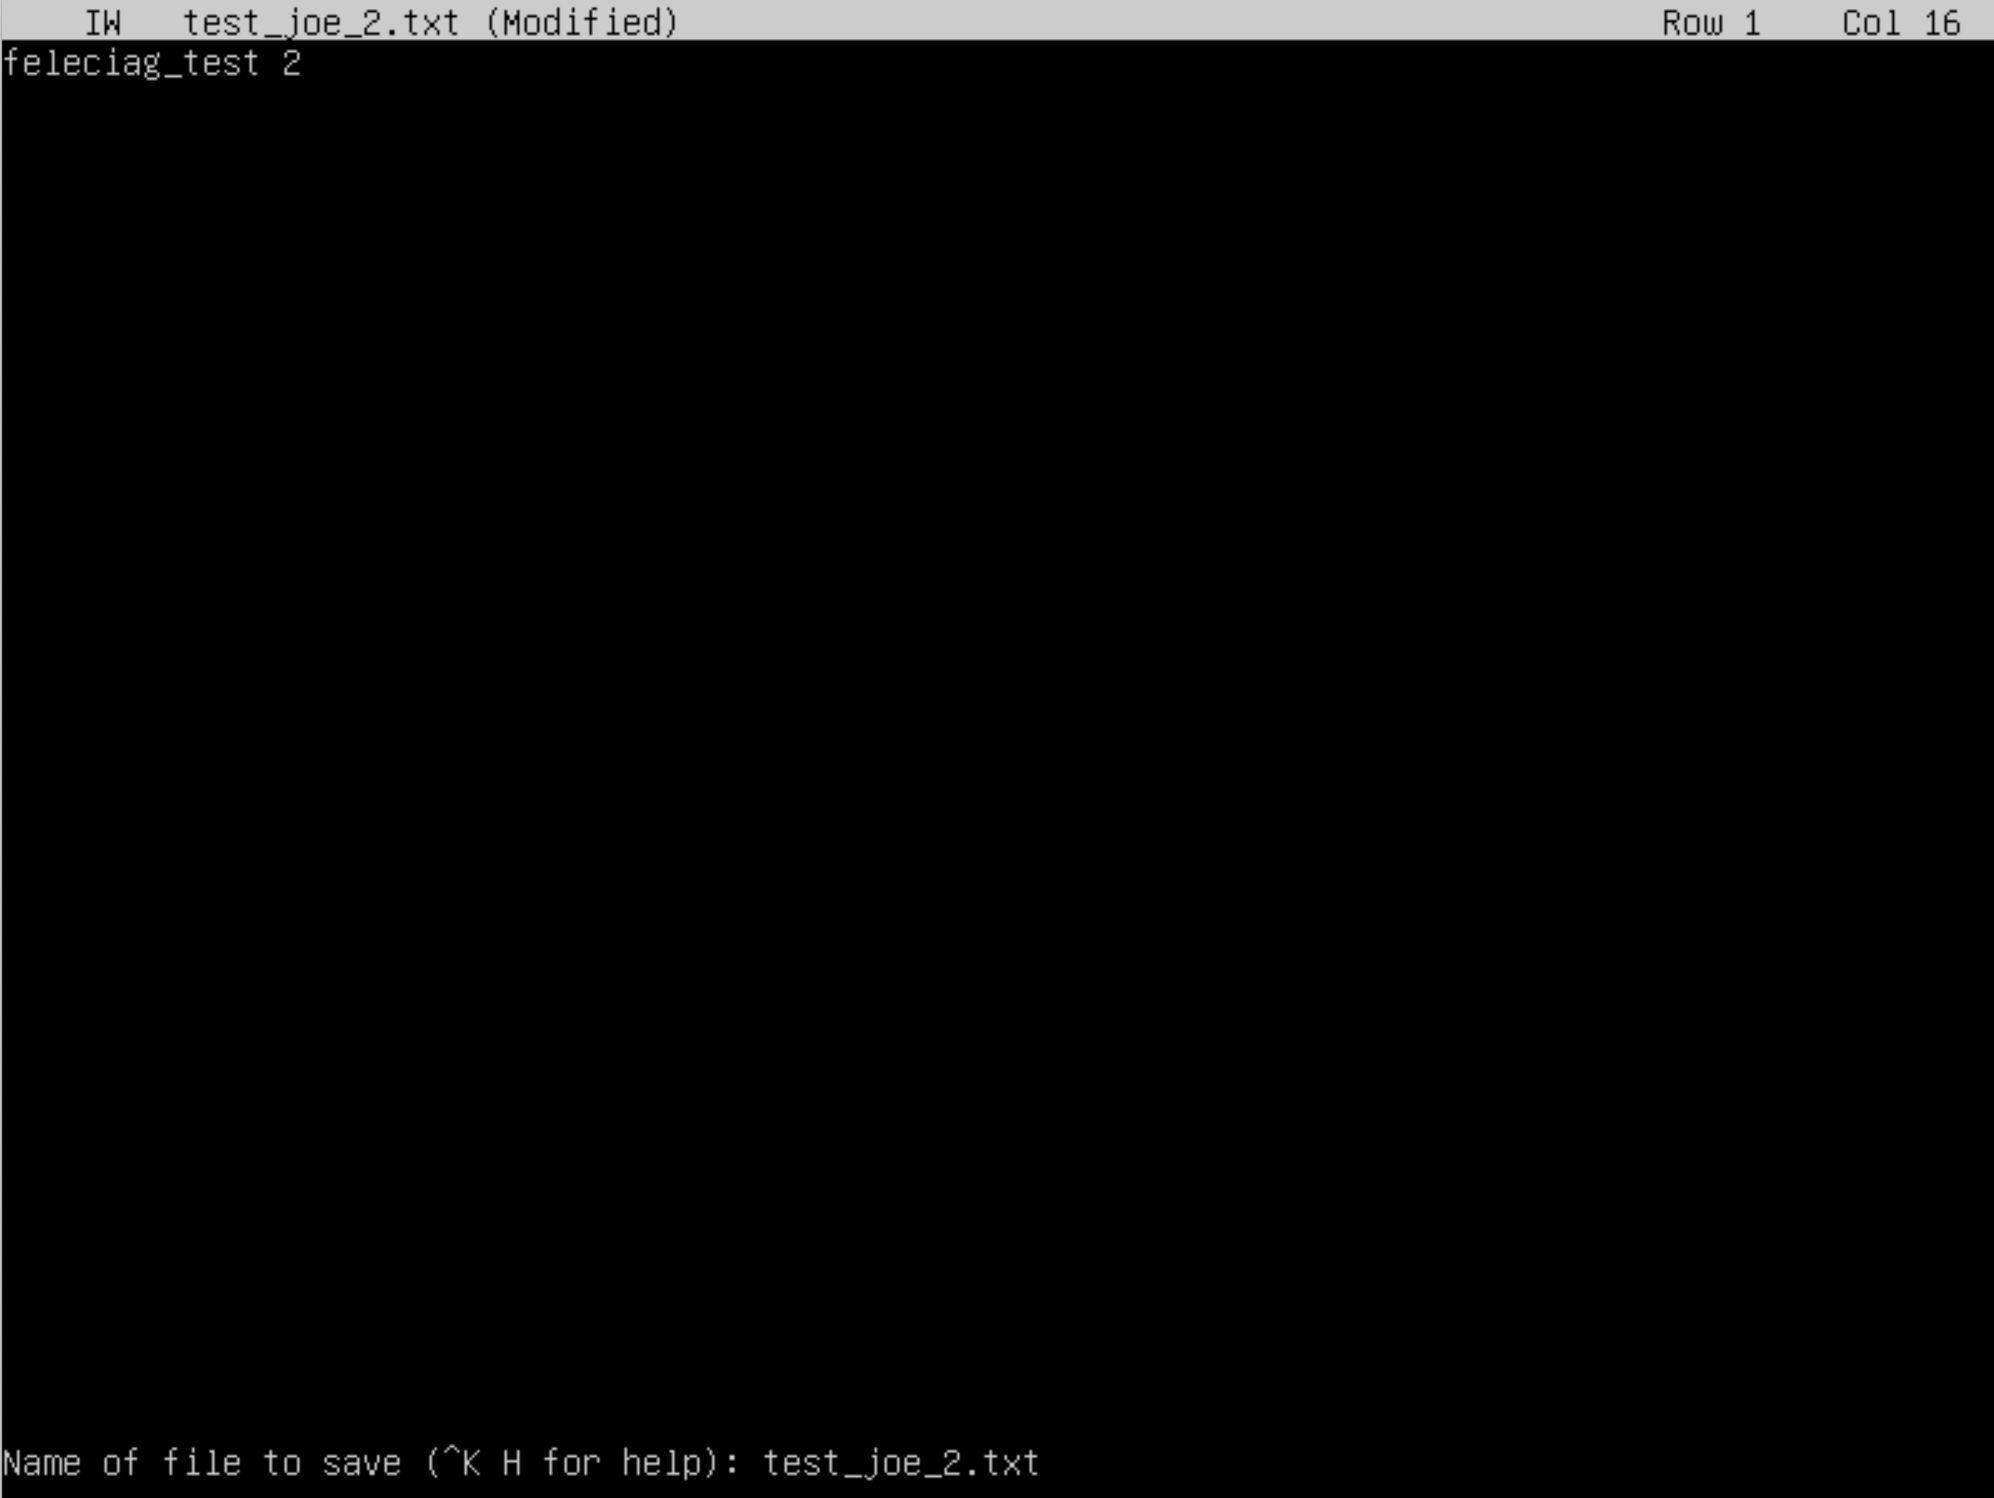 IW test_joe_2.txt (Modified) Row 1 Col 16
feleciag_test 2
Name of file to save (^K H for help): test_joe_2.txt